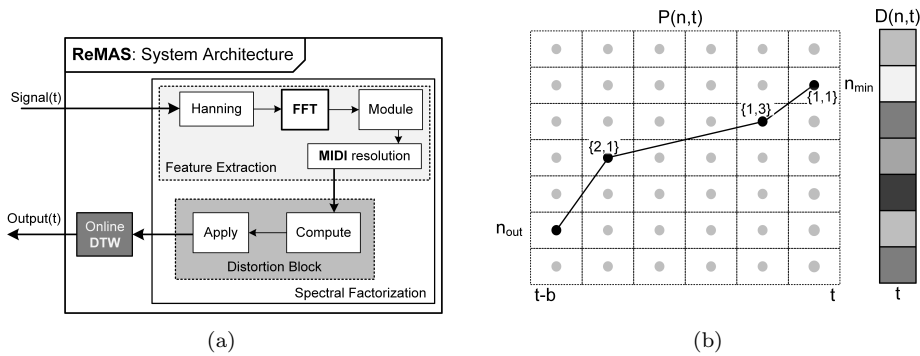 ReMAS: System Architecture
Signal(t)
Hanning
FFT
Module
MIDI resolution
Feature Extraction
Output(t)
Online
DTW
Apply
Compute
Distortion Block
Spectral Factorization
(a)
P(n,t)
D(n,t)
n_min
{1,1}
{1,3}
{2,1}
n_out
t-b
t
t
(b)